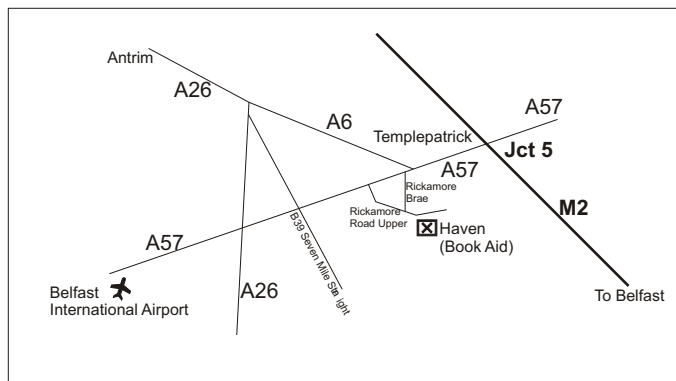 Antrim
A26
A6
A57
Templepatrick
Jct 5
A57
Rickamore
Brae
Rickamore
Road Upper
M2
Haven
(Book Aid)
B39 Seven Mile Straight
A57
A26
Belfast
International Airport
To Belfast